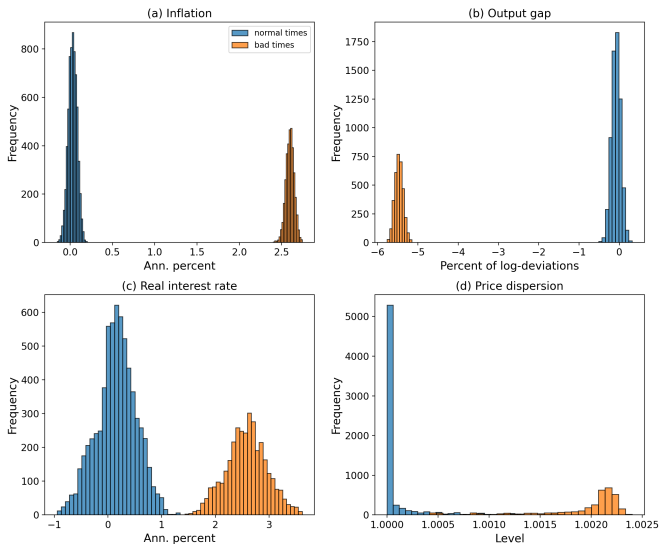 (a) Inflation
normal times
bad times
800
600
400
200
0
Frequency
0.0 0.5 1.0 1.5 2.0 2.5
Ann. percent
(b) Output gap
1750
1500
1250
1000
750
500
250
0
Frequency
−6 −5 −4 −3 −2 −1 0
Percent of log-deviations
(c) Real interest rate
600
500
400
300
200
100
0
Frequency
−1 0 1 2 3
Ann. percent
(d) Price dispersion
5000
4000
3000
2000
1000
0
Frequency
1.0000 1.0005 1.0010 1.0015 1.0020 1.0025
Level